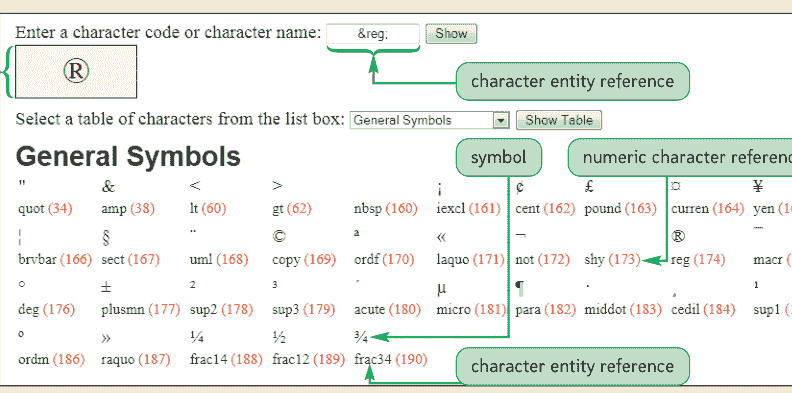 Enter a character code or character name: &reg; Show
character entity reference
®
Select a table of characters from the list box: General Symbols Show Table
General Symbols
symbol
numeric character referenc
" & < > ¡ ¢ £ ¤ ¥
quot (34) amp (38) lt (60) gt (62) nbsp (160) iexcl (161) cent (162) pound (163) curren (164) yen (1
¦ § ¨ © ª « ¬ ® ¯
brvbar (166) sect (167) uml (168) copy (169) ordf (170) laquo (171) not (172) shy (173) reg (174) macr (
° ± ² ³ ´ µ ¶ · ¸ ¹
deg (176) plusmn (177) sup2 (178) sup3 (179) acute (180) micro (181) para (182) middot (183) cedil (184) sup1 (
º » ¼ ½ ¾
ordm (186) raquo (187) frac14 (188) frac12 (189) frac34 (190)
character entity reference